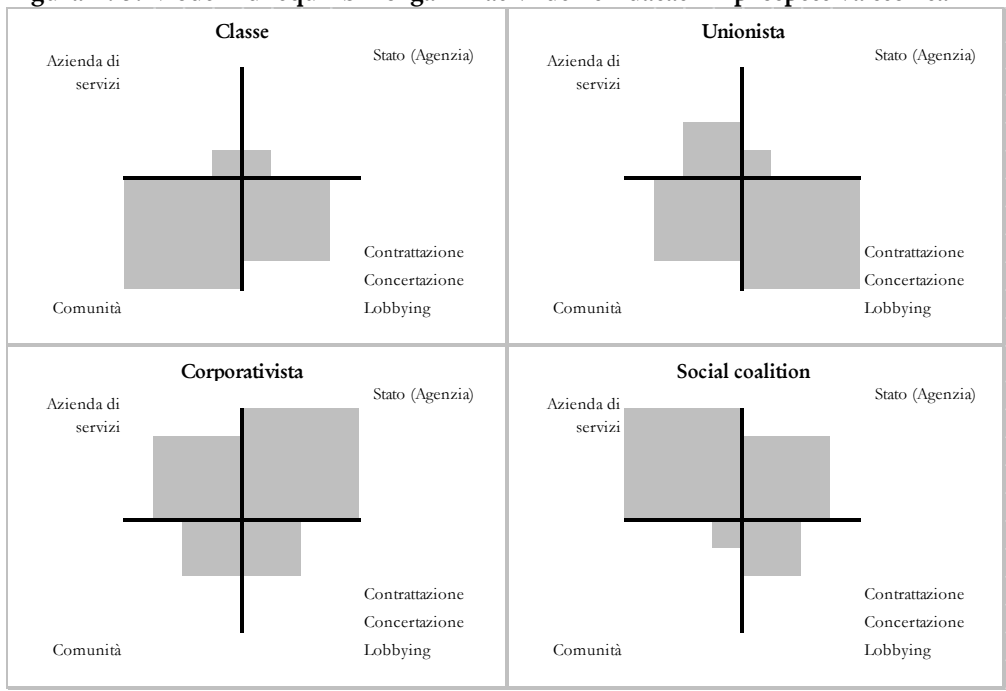 Classe
Azienda di
servizi
Stato (Agenzia)
Contrattazione
Concertazione
Comunità
Lobbying
Unionista
Azienda di
servizi
Stato (Agenzia)
Contrattazione
Concertazione
Comunità
Lobbying
Corporativista
Azienda di
servizi
Stato (Agenzia)
Contrattazione
Concertazione
Comunità
Lobbying
Social coalition
Azienda di
servizi
Stato (Agenzia)
Contrattazione
Concertazione
Comunità
Lobbying